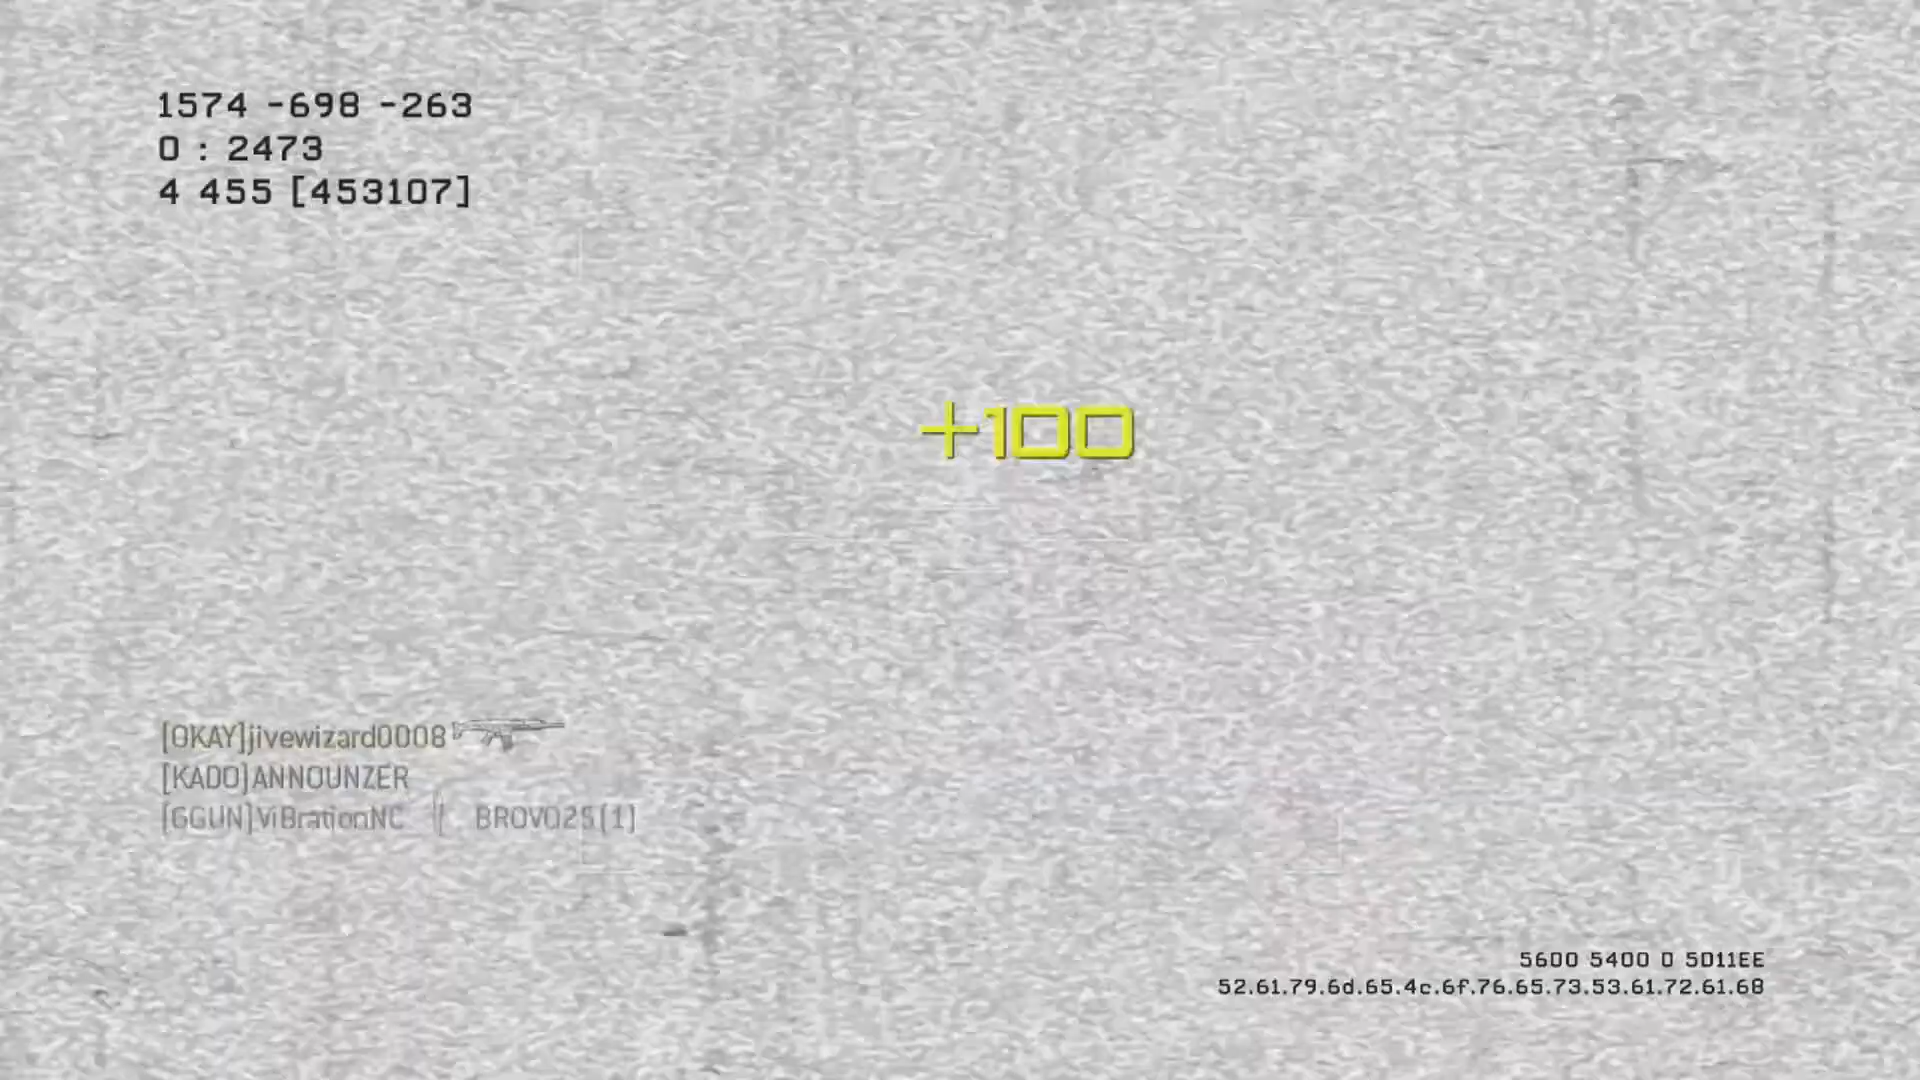 1574 -698 -263
0 : 2473
4 455 [453107]
+100
[OKAY]jivewizard0008
[KADO]ANNOUNZER
[GGUN]ViBrationNC BROVO25[1]
5600 5400 0 5D11EE
52.61.79.6d.65.4c.6f.76.65.73.53.61.72.61.68